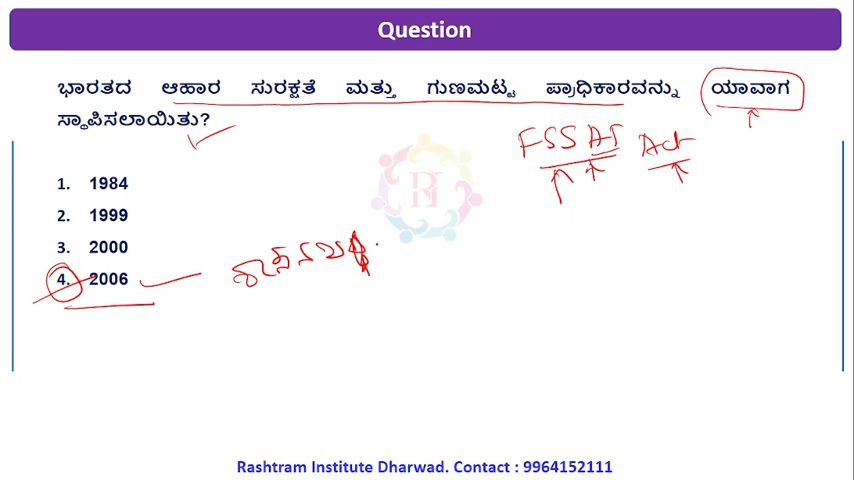 Question
ಭಾರತದ ಆಹಾರ ಸುರಕ್ಷತೆ ಮತ್ತು ಗುಣಮಟ್ಟ ಪ್ರಾಧಿಕಾರವನ್ನು ಯಾವಾಗ
ಸ್ಥಾಪಿಸಲಾಯಿತು?
FSSAI Act
1. 1984
2. 1999
3. 2000
4. 2006
Rashtram Institute Dharwad. Contact : 9964152111